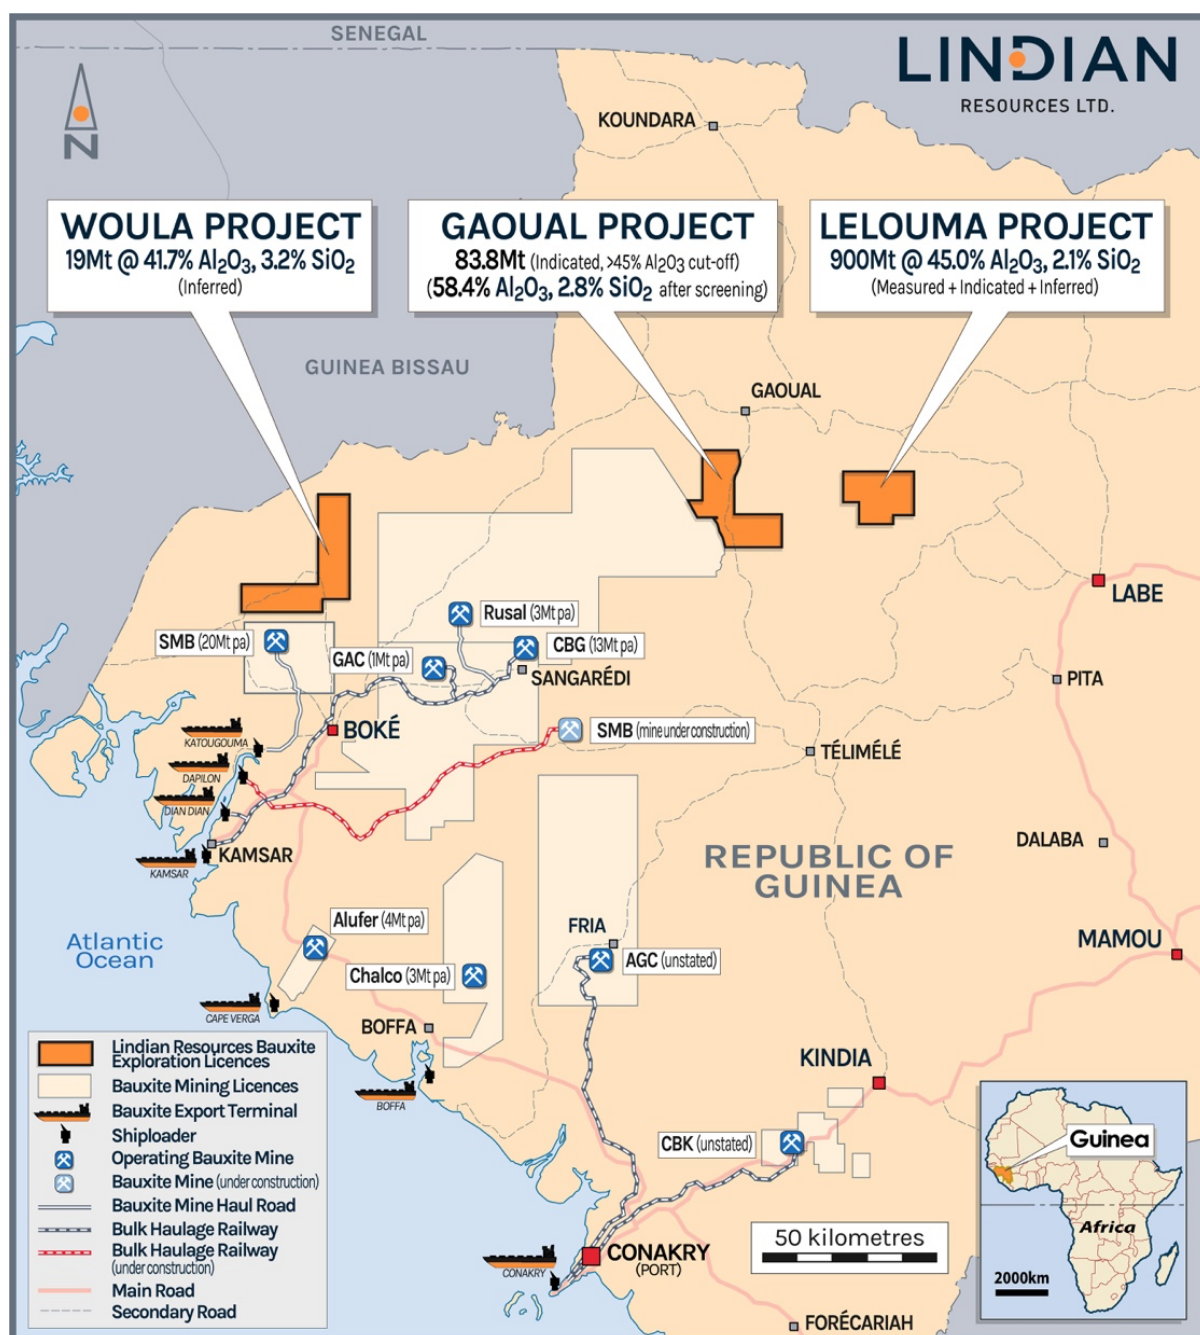 SENEGAL
LINDIAN
RESOURCES LTD.
N
KOUNDARA
WOULA PROJECT
19Mt @ 41.7% Al₂O₃, 3.2% SiO₂
(Inferred)
GAOUAL PROJECT
83.8Mt (Indicated, >45% Al₂O₃ cut-off)
(58.4% Al₂O₃, 2.8% SiO₂ after screening)
LELOUMA PROJECT
900Mt @ 45.0% Al₂O₃, 2.1% SiO₂
(Measured + Indicated + Inferred)
GUINEA BISSAU
GAOUAL
LABE
Rusal (3Mt pa)
SMB (20Mt pa)
CBG (13Mt pa)
GAC (1Mt pa)
SANGARÉDI
PITA
BOKÉ
SMB (mine under construction)
KATOUGOUMA
TÉLIMÉLÉ
DAPILON
DIAN DIAN
KAMSAR
KAMSAR
DALABA
REPUBLIC OF
GUINEA
Alufer (4Mt pa)
FRIA
Atlantic
Ocean
MAMOU
Chalco (3Mt pa)
AGC (unstated)
CAPE VERGA
BOFFA
KINDIA
BOFFA
CBK (unstated)
CONAKRY
(PORT)
CONAKRY
FORÉCARIAH
Lindian Resources Bauxite
Exploration Licences
Bauxite Mining Licences
Bauxite Export Terminal
Shiploader
Operating Bauxite Mine
Bauxite Mine (under construction)
Bauxite Mine Haul Road
Bulk Haulage Railway
Bulk Haulage Railway
(under construction)
Main Road
Secondary Road
50 kilometres
Guinea
Africa
2000km